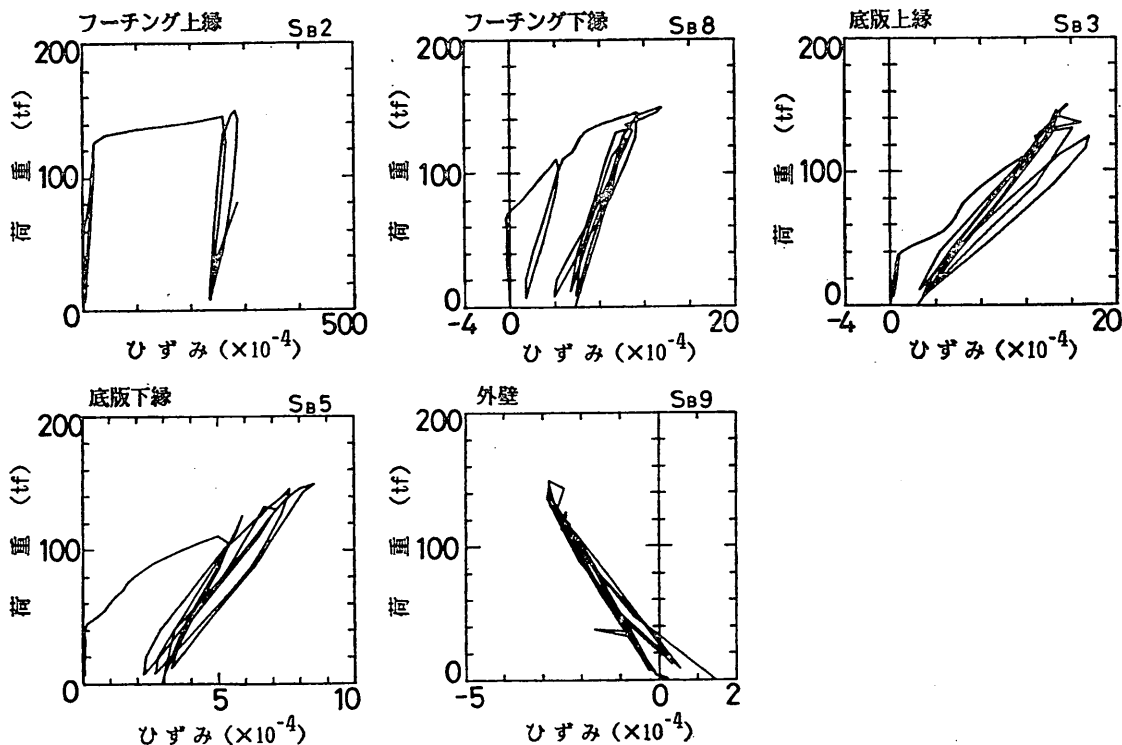 フーチング上縁 SB2
200
100
0
500
荷重 (tf)
ひずみ (×10⁻⁴)
フーチング下縁 SB8
200
100
0
-4 0 20
荷重 (tf)
ひずみ (×10⁻⁴)
底版上縁 SB3
200
100
0
-4 0 20
荷重 (tf)
ひずみ (×10⁻⁴)
底版下縁 SB5
200
100
0
5 10
荷重 (tf)
ひずみ (×10⁻⁴)
外壁 SB9
200
100
0
-5 0 2
荷重 (tf)
ひずみ (×10⁻⁴)